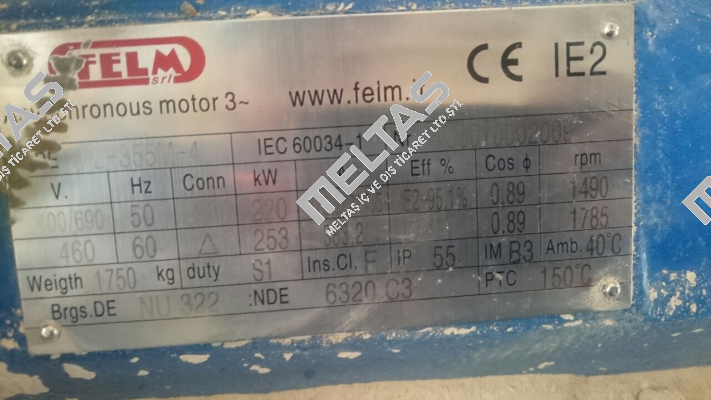 FELM
srl
CE IE2
mronous motor 3~ www.feim.i
IEC 60034-1
V. Hz Conn kW Eff % Cos φ rpm
400/690 50 220 E2-95.1% 0.89 1490
460 60 △ 253 0.89 1785
Weigth 1750 kg duty S1 Ins.Cl. F IP 55 IM B3 Amb. 40°C
Brgs.DE NU 322 :NDE 6320 C3 PTC 150°C
MELTAS
MELTAS İÇ VE DIŞ TİCARET LTD ŞTİ.